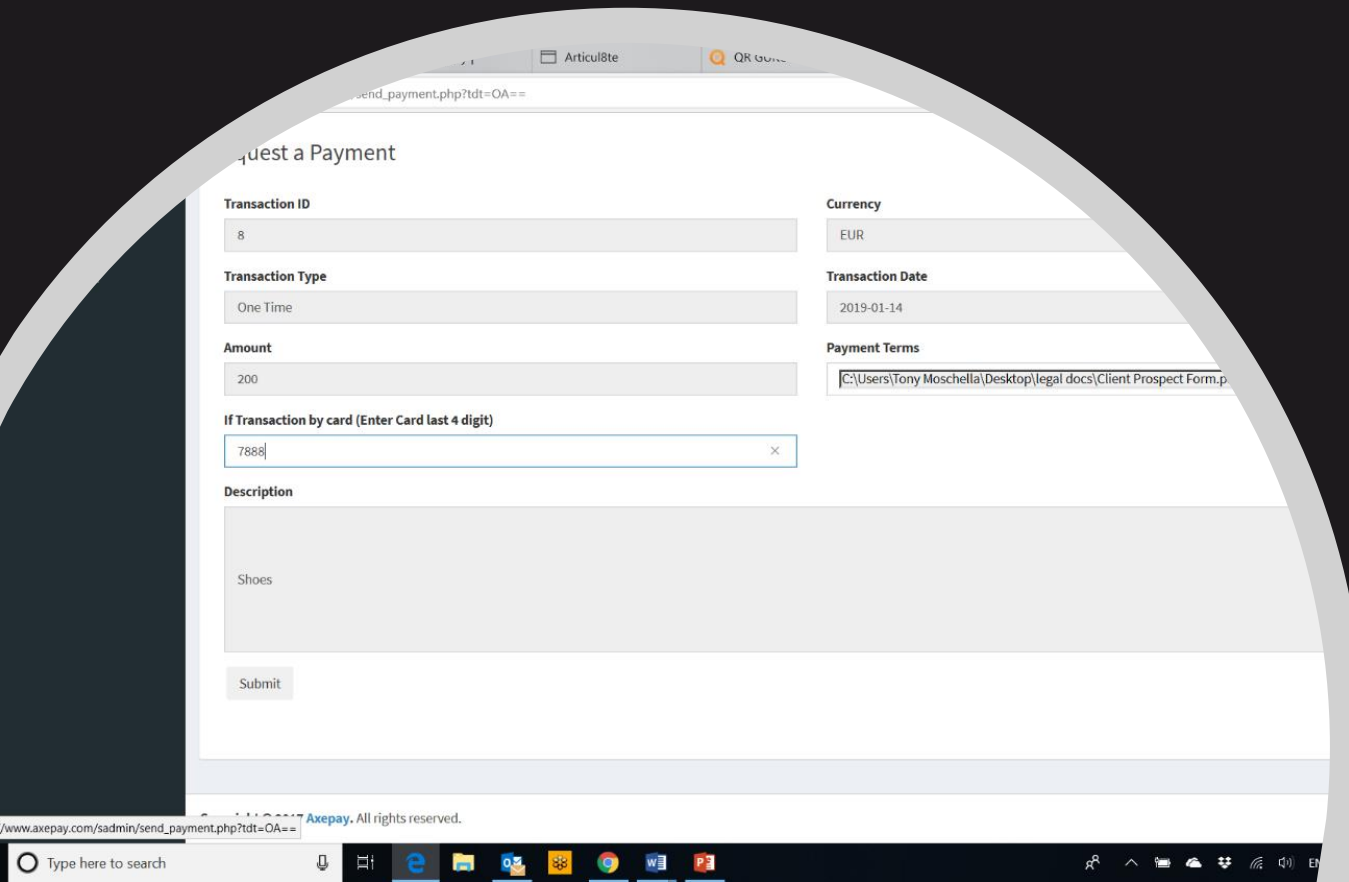 Articul8te
QR
send_payment.php?tdt=OA==
quest a Payment
Transaction ID
Currency
8
EUR
Transaction Type
Transaction Date
One Time
2019-01-14
Amount
Payment Terms
200
C:\Users\Tony Moschella\Desktop\legal docs\Client Prospect Form.p
If Transaction by card (Enter Card last 4 digit)
7888
Description
Shoes
Submit
Axepay. All rights reserved.
/www.axepay.com/sadmin/send_payment.php?tdt=OA==
Type here to search